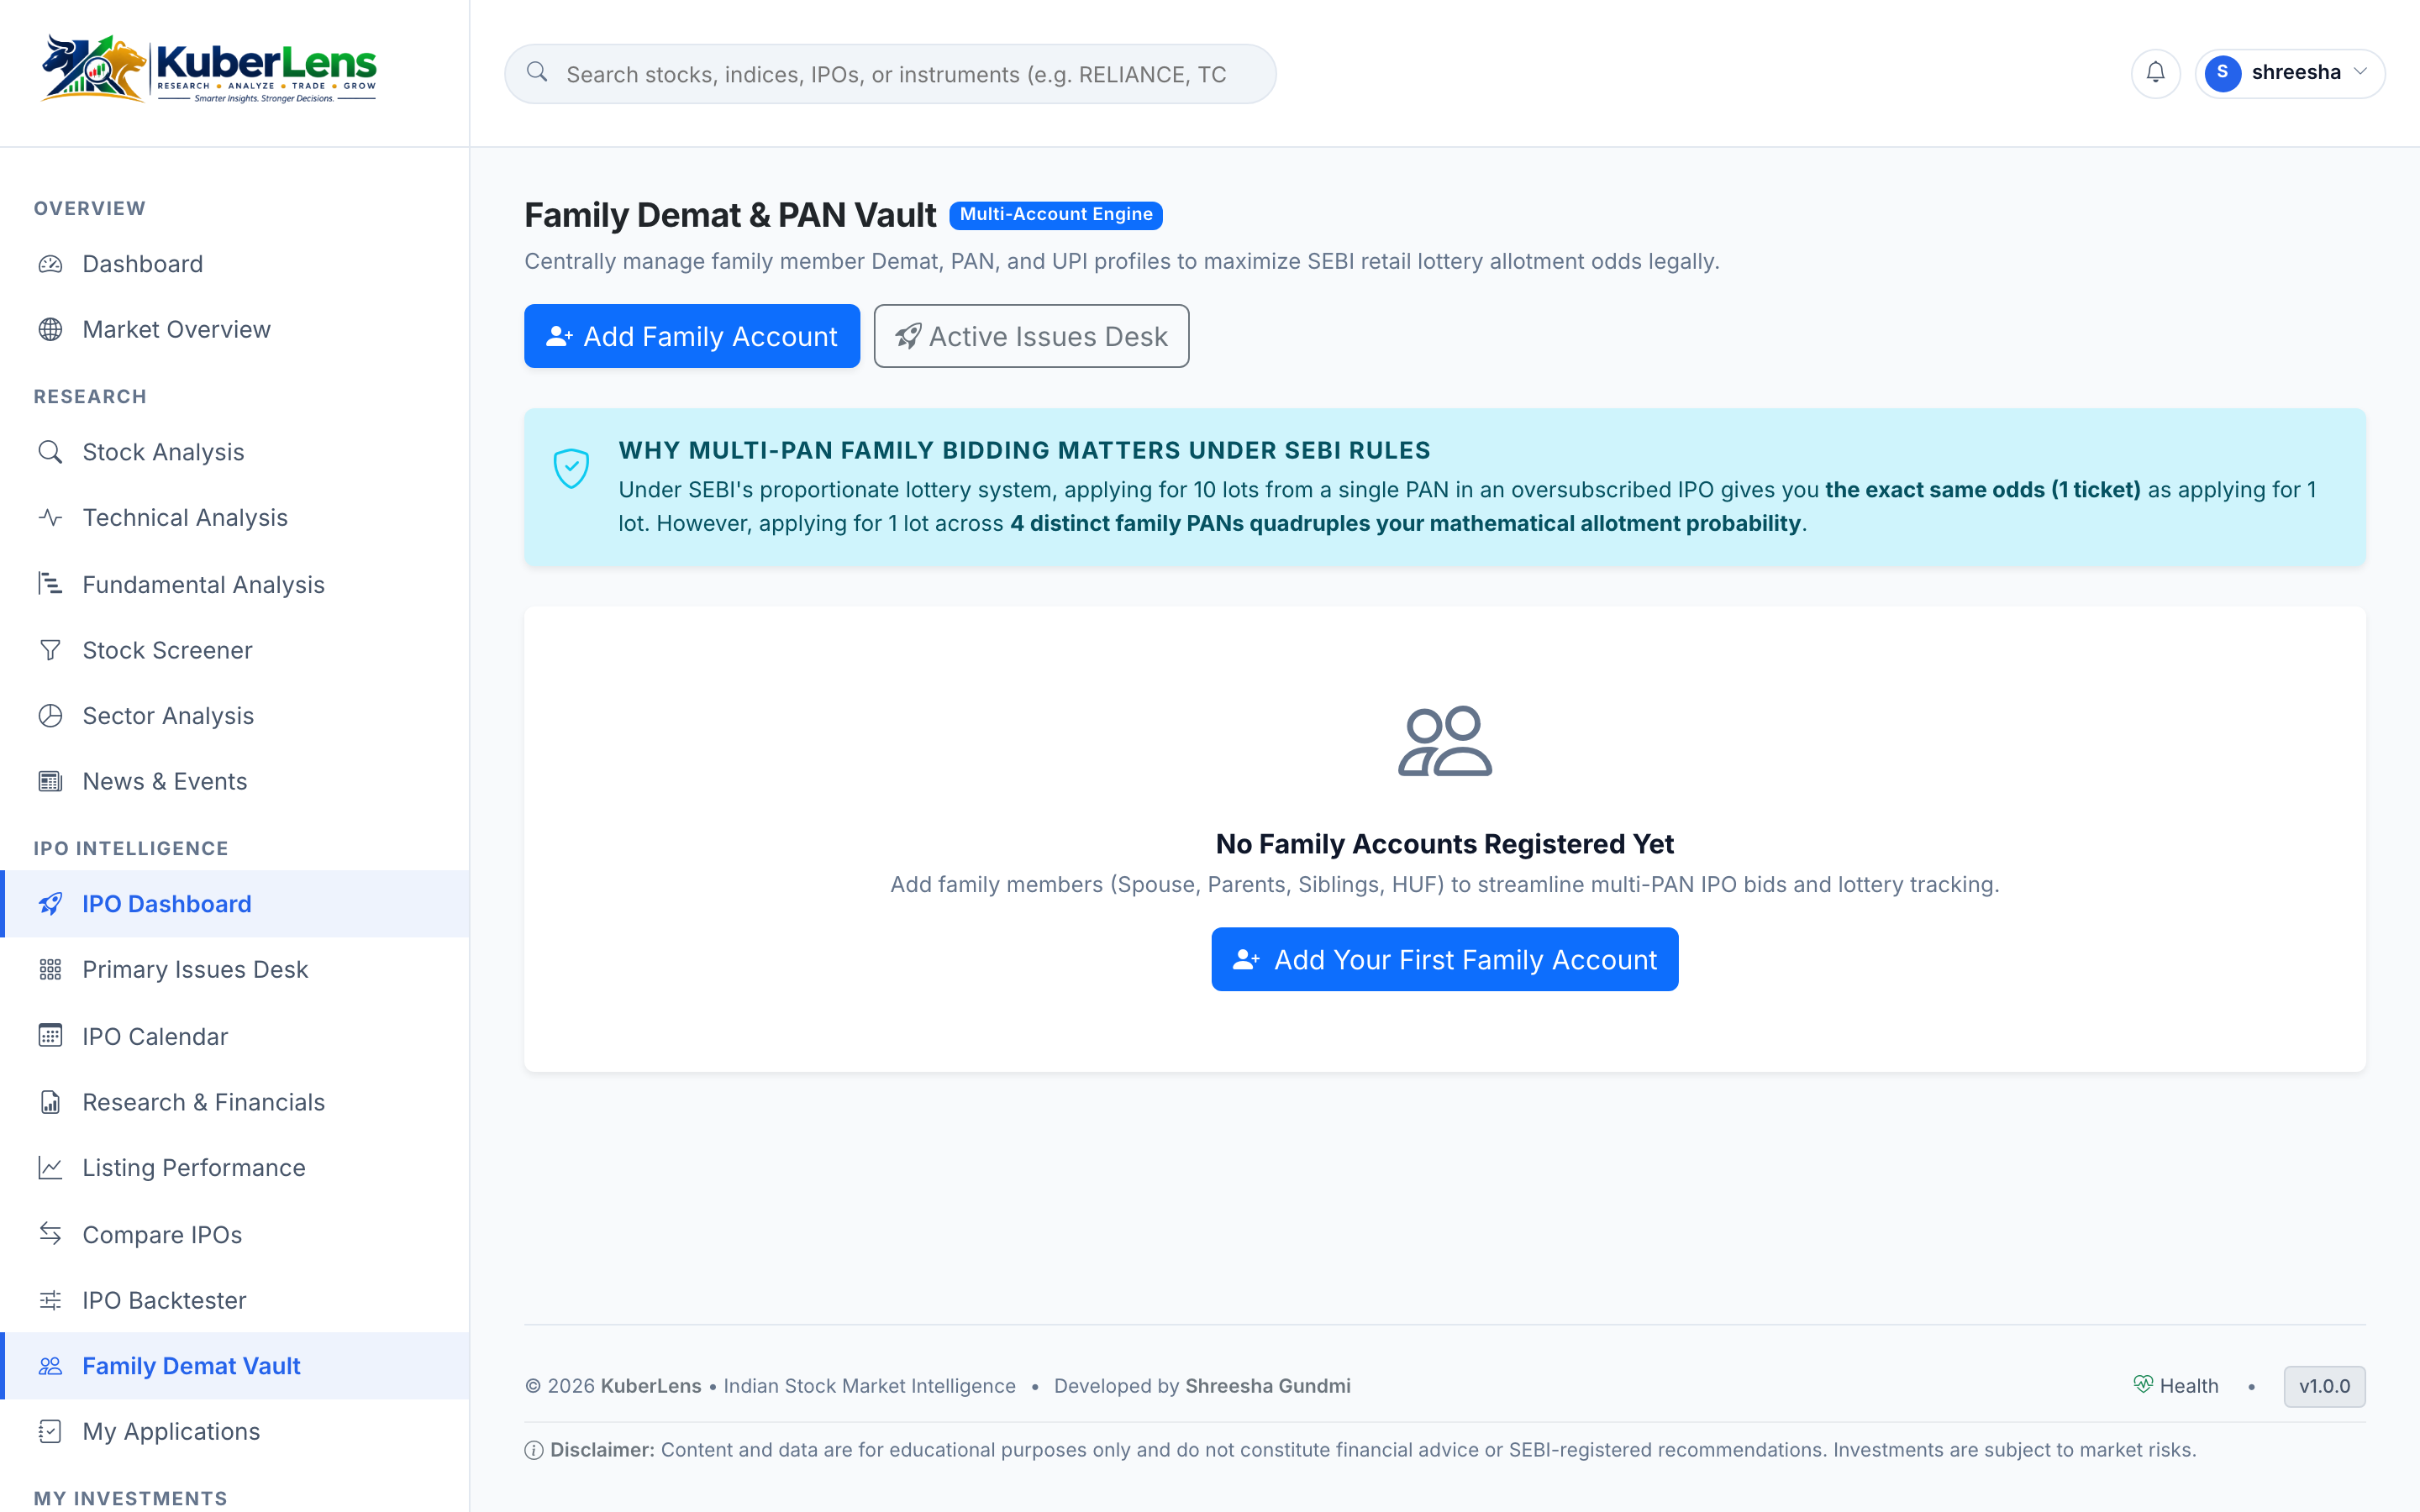 KuberLens
RESEARCH • ANALYZE • TRADE • GROW
Smarter Insights. Stronger Decisions.
Search stocks, indices, IPOs, or instruments (e.g. RELIANCE, TC
S
shreesha
OVERVIEW
Dashboard
Market Overview
RESEARCH
Stock Analysis
Technical Analysis
Fundamental Analysis
Stock Screener
Sector Analysis
News & Events
IPO INTELLIGENCE
IPO Dashboard
Primary Issues Desk
IPO Calendar
Research & Financials
Listing Performance
Compare IPOs
IPO Backtester
Family Demat Vault
My Applications
MY INVESTMENTS
Family Demat & PAN Vault Multi-Account Engine
Centrally manage family member Demat, PAN, and UPI profiles to maximize SEBI retail lottery allotment odds legally.
Add Family Account
Active Issues Desk
WHY MULTI-PAN FAMILY BIDDING MATTERS UNDER SEBI RULES
Under SEBI's proportionate lottery system, applying for 10 lots from a single PAN in an oversubscribed IPO gives you the exact same odds (1 ticket) as applying for 1
lot. However, applying for 1 lot across 4 distinct family PANs quadruples your mathematical allotment probability.
No Family Accounts Registered Yet
Add family members (Spouse, Parents, Siblings, HUF) to streamline multi-PAN IPO bids and lottery tracking.
Add Your First Family Account
© 2026 KuberLens • Indian Stock Market Intelligence • Developed by Shreesha Gundmi
Health • v1.0.0
Disclaimer: Content and data are for educational purposes only and do not constitute financial advice or SEBI-registered recommendations. Investments are subject to market risks.